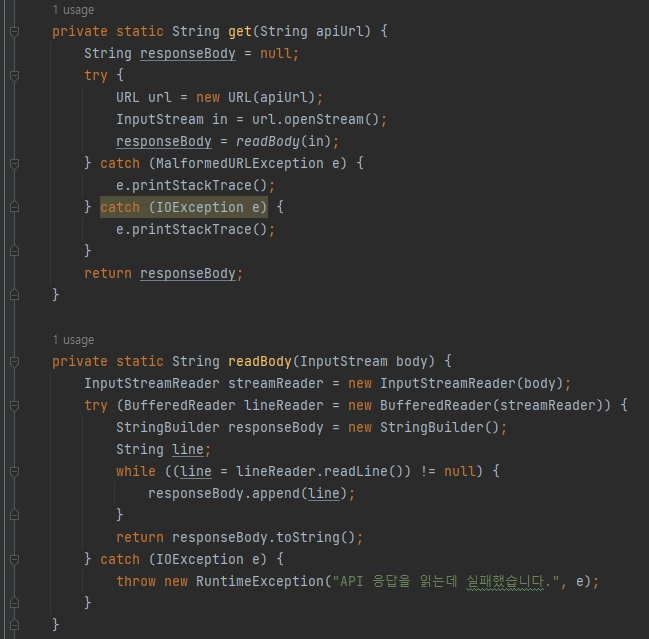 1 usage
private static String get(String apiUrl) {
    String responseBody = null;
    try {
        URL url = new URL(apiUrl);
        InputStream in = url.openStream();
        responseBody = readBody(in);
    } catch (MalformedURLException e) {
        e.printStackTrace();
    } catch (IOException e) {
        e.printStackTrace();
    }
    return responseBody;
}
1 usage
private static String readBody(InputStream body) {
    InputStreamReader streamReader = new InputStreamReader(body);
    try (BufferedReader lineReader = new BufferedReader(streamReader)) {
        StringBuilder responseBody = new StringBuilder();
        String line;
        while ((line = lineReader.readLine()) != null) {
            responseBody.append(line);
        }
        return responseBody.toString();
    } catch (IOException e) {
        throw new RuntimeException("API 응답을 읽는데 실패했습니다.", e);
    }
}